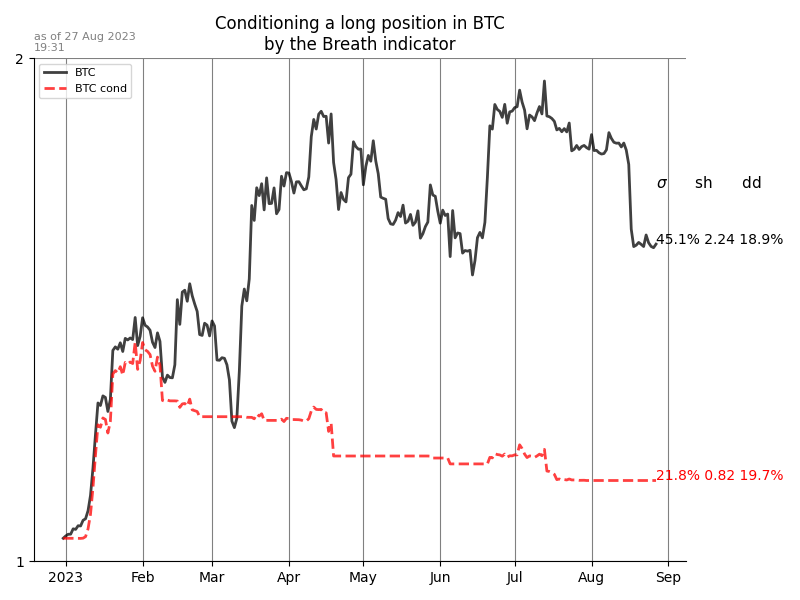 Conditioning a long position in BTC
by the Breath indicator
as of 27 Aug 2023
19:31
2
BTC
BTC cond
σ sh dd
45.1% 2.24 18.9%
21.8% 0.82 19.7%
1
2023 Feb Mar Apr May Jun Jul Aug Sep